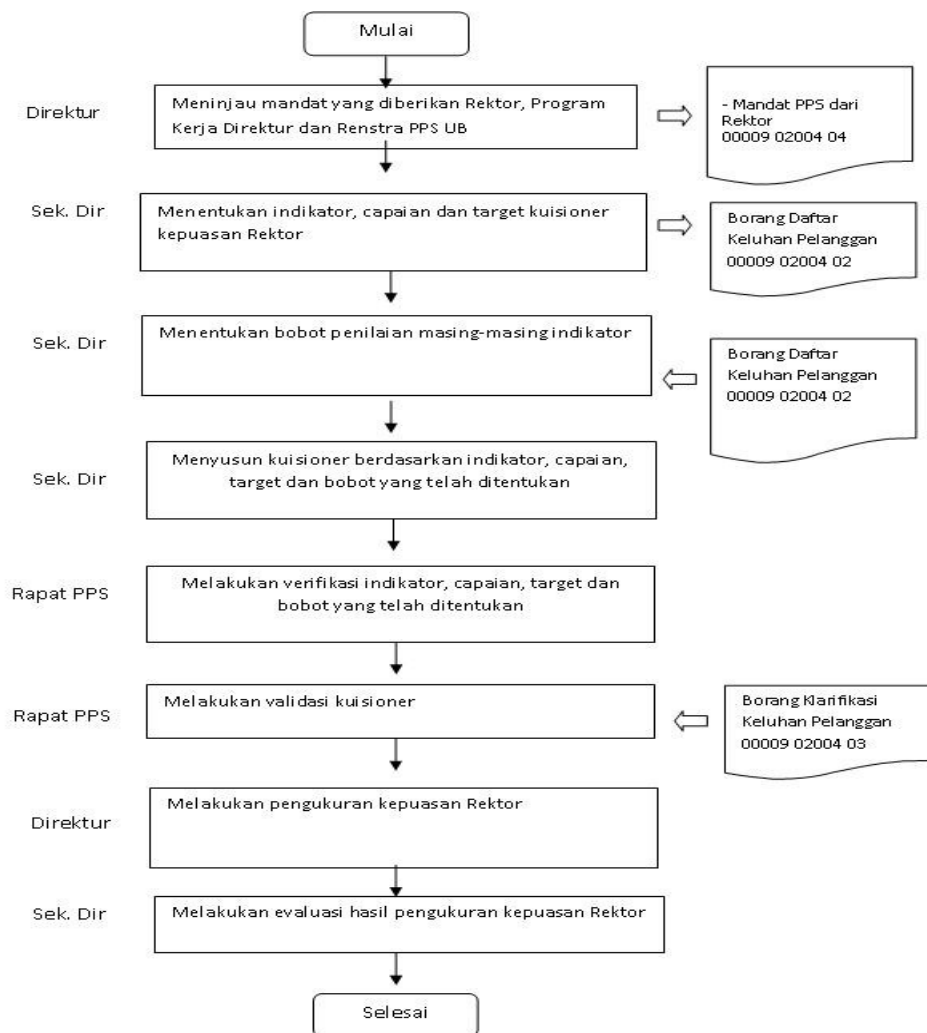 Mulai
Direktur
Meninjau mandat yang diberikan Rektor, Program
Kerja Direktur dan Renstra PPS UB
- Mandat PPS dari
Rektor
00009 02004 04
Sek. Dir
Menentukan indikator, capaian dan target kuisioner
kepuasan Rektor
Borang Daftar
Keluhan Pelanggan
00009 02004 02
Sek. Dir
Menentukan bobot penilaian masing-masing indikator
Borang Daftar
Keluhan Pelanggan
00009 02004 02
Sek. Dir
Menyusun kuisioner berdasarkan indikator, capaian,
target dan bobot yang telah ditentukan
Rapat PPS
Melakukan verifikasi indikator, capaian, target dan
bobot yang telah ditentukan
Rapat PPS
Melakukan validasi kuisioner
Borang Klarifikasi
Keluhan Pelanggan
00009 02004 03
Direktur
Melakukan pengukuran kepuasan Rektor
Sek. Dir
Melakukan evaluasi hasil pengukuran kepuasan Rektor
Selesai